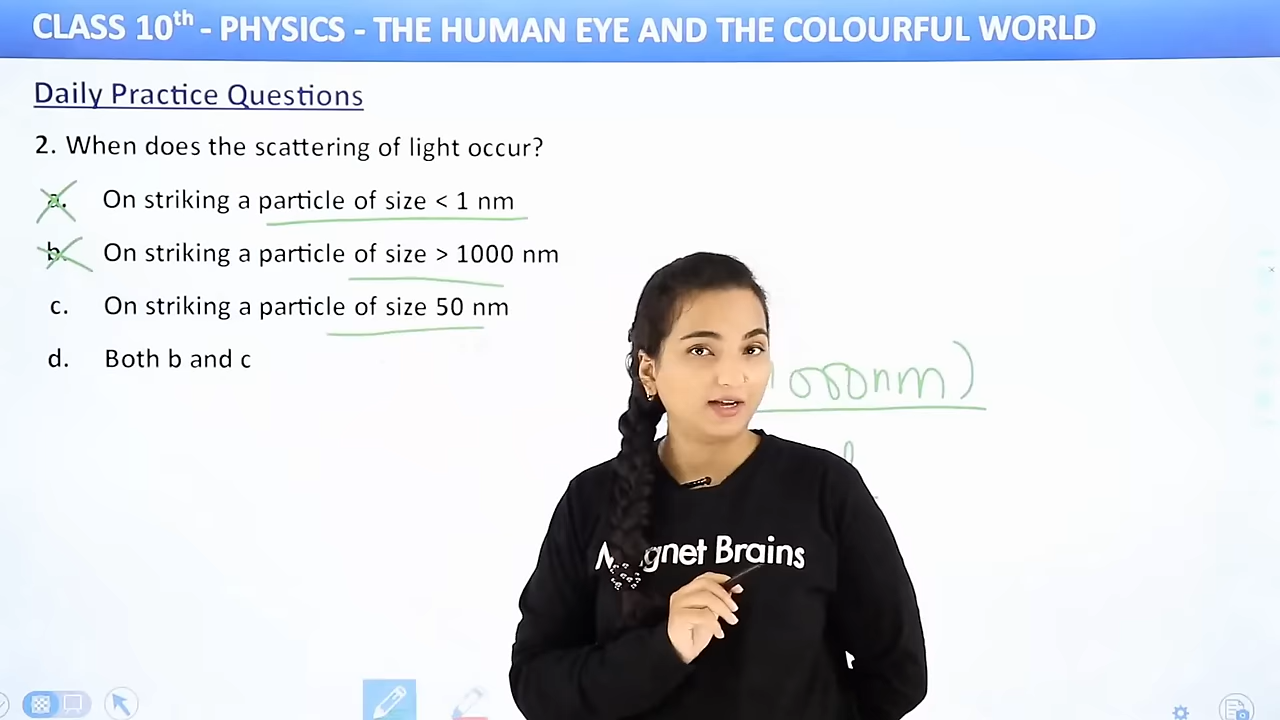 CLASS 10th - PHYSICS - THE HUMAN EYE AND THE COLOURFUL WORLD
Daily Practice Questions
2. When does the scattering of light occur?
a. On striking a particle of size < 1 nm
b. On striking a particle of size > 1000 nm
c. On striking a particle of size 50 nm
d. Both b and c
1000nm)
gnet Brains